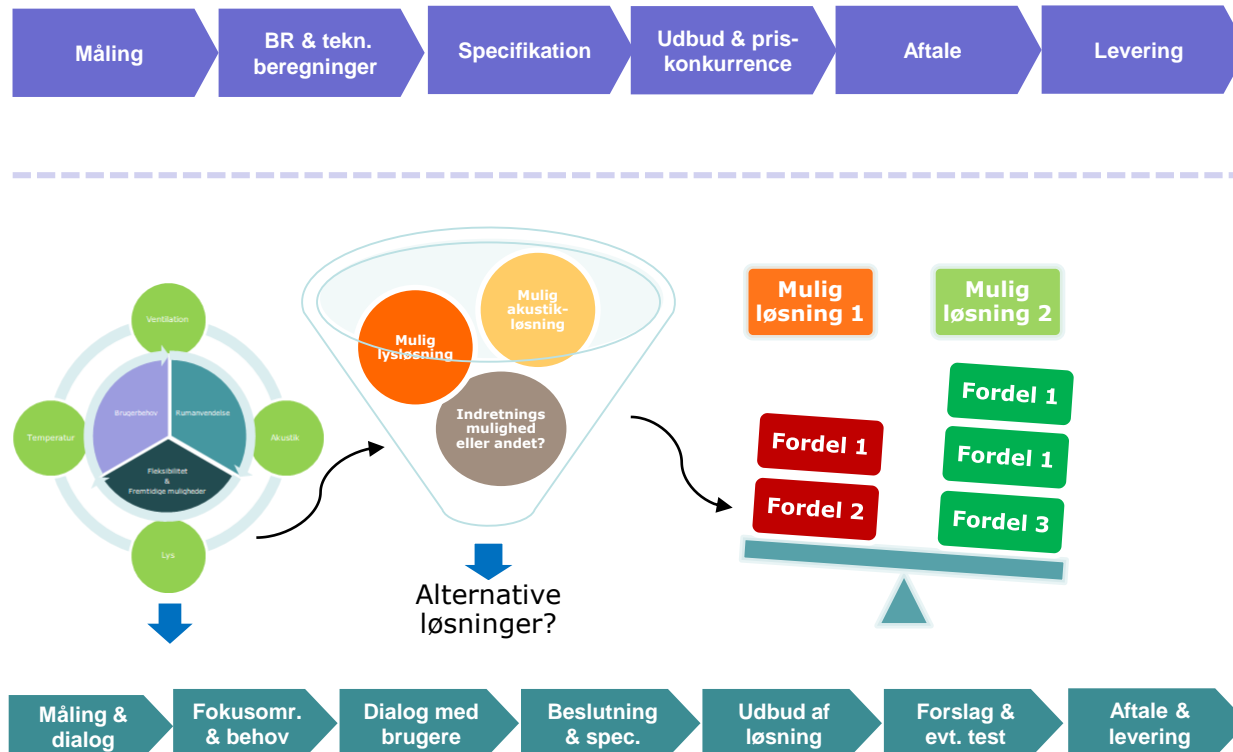 Måling
BR & tekn.
beregninger
Specifikation
Udbud & pris-
konkurrence
Aftale
Levering
Ventilation
Brugerbehov
Rumanvendelse
Temperatur
Akustik
Fleksibilitet
&
Fremtidige muligheder
Lys
Mulig
akustik-
løsning
Mulig
lysløsning
Indretnings
mulighed
eller andet?
Alternative
løsninger?
Mulig
løsning 1
Mulig
løsning 2
Fordel 1
Fordel 2
Fordel 1
Fordel 1
Fordel 3
Måling &
dialog
Fokusomr.
& behov
Dialog med
brugere
Beslutning
& spec.
Udbud af
løsning
Forslag &
evt. test
Aftale &
levering